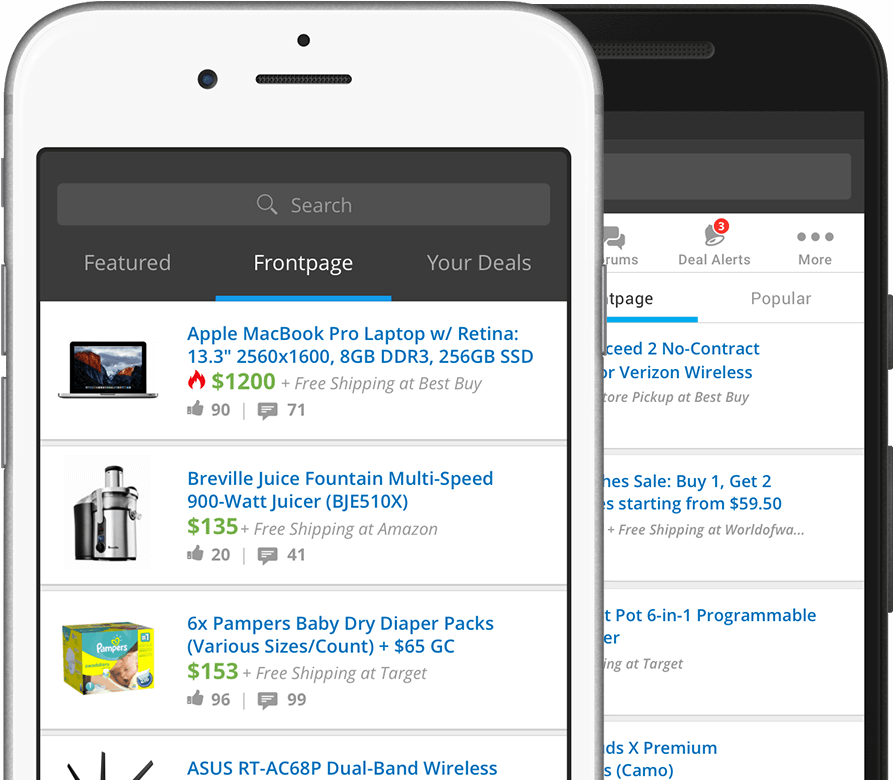 Search
Featured
Frontpage
Your Deals
Apple MacBook Pro Laptop w/ Retina:
13.3" 2560x1600, 8GB DDR3, 256GB SSD
$1200 + Free Shipping at Best Buy
90 | 71
Breville Juice Fountain Multi-Speed
900-Watt Juicer (BJE510X)
$135 + Free Shipping at Amazon
20 | 41
Pampers
swaddlers
#1
6x Pampers Baby Dry Diaper Packs
(Various Sizes/Count) + $65 GC
$153 + Free Shipping at Target
96 | 99
ASUS RT-AC68P Dual-Band Wireless
3
rums
Deal Alerts
More
tpage
Popular
ceed 2 No-Contract
or Verizon Wireless
tore Pickup at Best Buy
hes Sale: Buy 1, Get 2
es starting from $59.50
+ Free Shipping at Worldofwa...
t Pot 6-in-1 Programmable
er
ing at Target
ds X Premium
s (Camo)